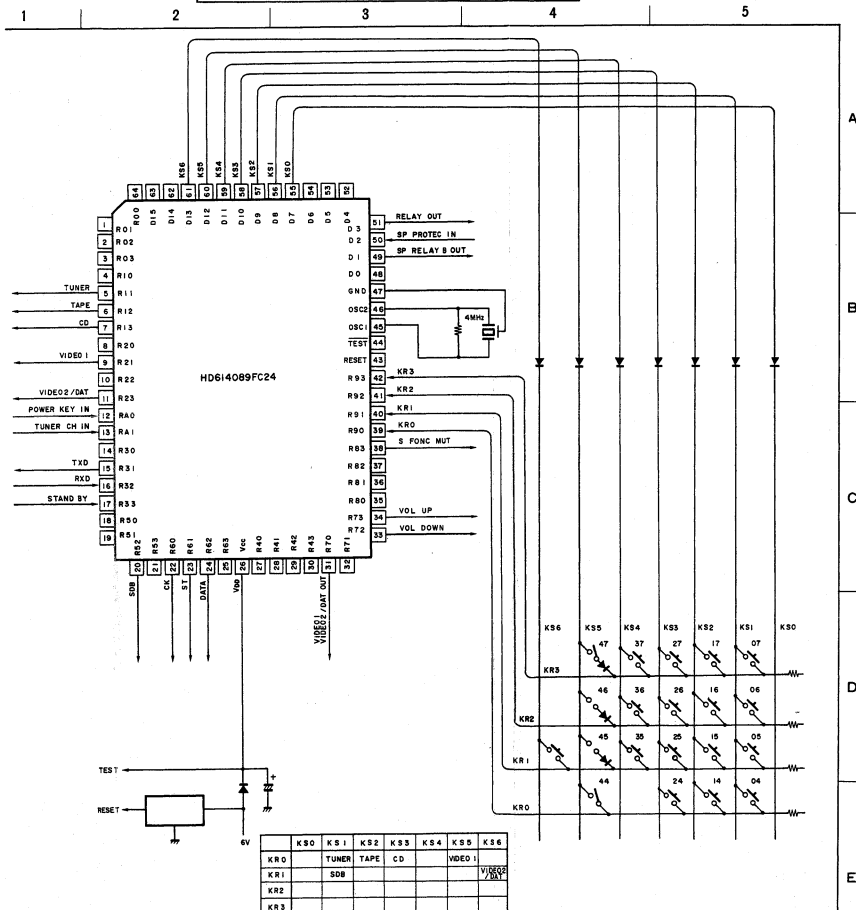 1 2 3 4 5
A
B
C
D
E
KS6 KS5 KS4 KS3 KS2 KS1 KS0
64 63 62 61 60 59 58 57 56 55 54 53 52
R00 D15 D14 D13 D12 D11 D10 D9 D8 D7 D6 D5 D4
1 R01
2 R02
3 R03
4 R10
TUNER 5 R11
TAPE 6 R12
CD 7 R13
8 R20
VIDEO 1 9 R21
10 R22
VIDEO2/DAT 11 R23
POWER KEY IN 12 RA0
TUNER CH IN 13 RA1
14 R30
TXD 15 R31
RXD 16 R32
STAND BY 17 R33
18 R50
19 R51
HD614089FC24
D3 51 RELAY OUT
D2 50 SP PROTEC IN
D1 49 SP RELAY B OUT
D0 48
GND 47
OSC2 46
OSC1 45
4MHz
TEST 44
RESET 43
R93 42 KR3
R92 41 KR2
R91 40 KR1
R90 39 KR0
R83 38 S FONC MUT
R82 37
R81 36
R80 35
R73 34 VOL UP
R72 33 VOL DOWN
R52 R53 R60 R61 R62 R63 Vcc R40 R41 R42 R43 R70 R71
20 21 22 23 24 25 26 27 28 29 30 31 32
SDB CK ST DATA VDD
VIDEO1
VIDEO2/DAT OUT
KS6 KS5 KS4 KS3 KS2 KS1 KS0
47 37 27 17 07
KR3
46 36 26 16 06
KR2
45 35 25 15 05
KR1
44 24 14 04
KR0
TEST
+
RESET
6V
KS0 KS1 KS2 KS3 KS4 KS5 KS6
KR0 TUNER TAPE CD VIDEO 1
KR1 SDB VIDEO2 /DAT
KR2
KR3